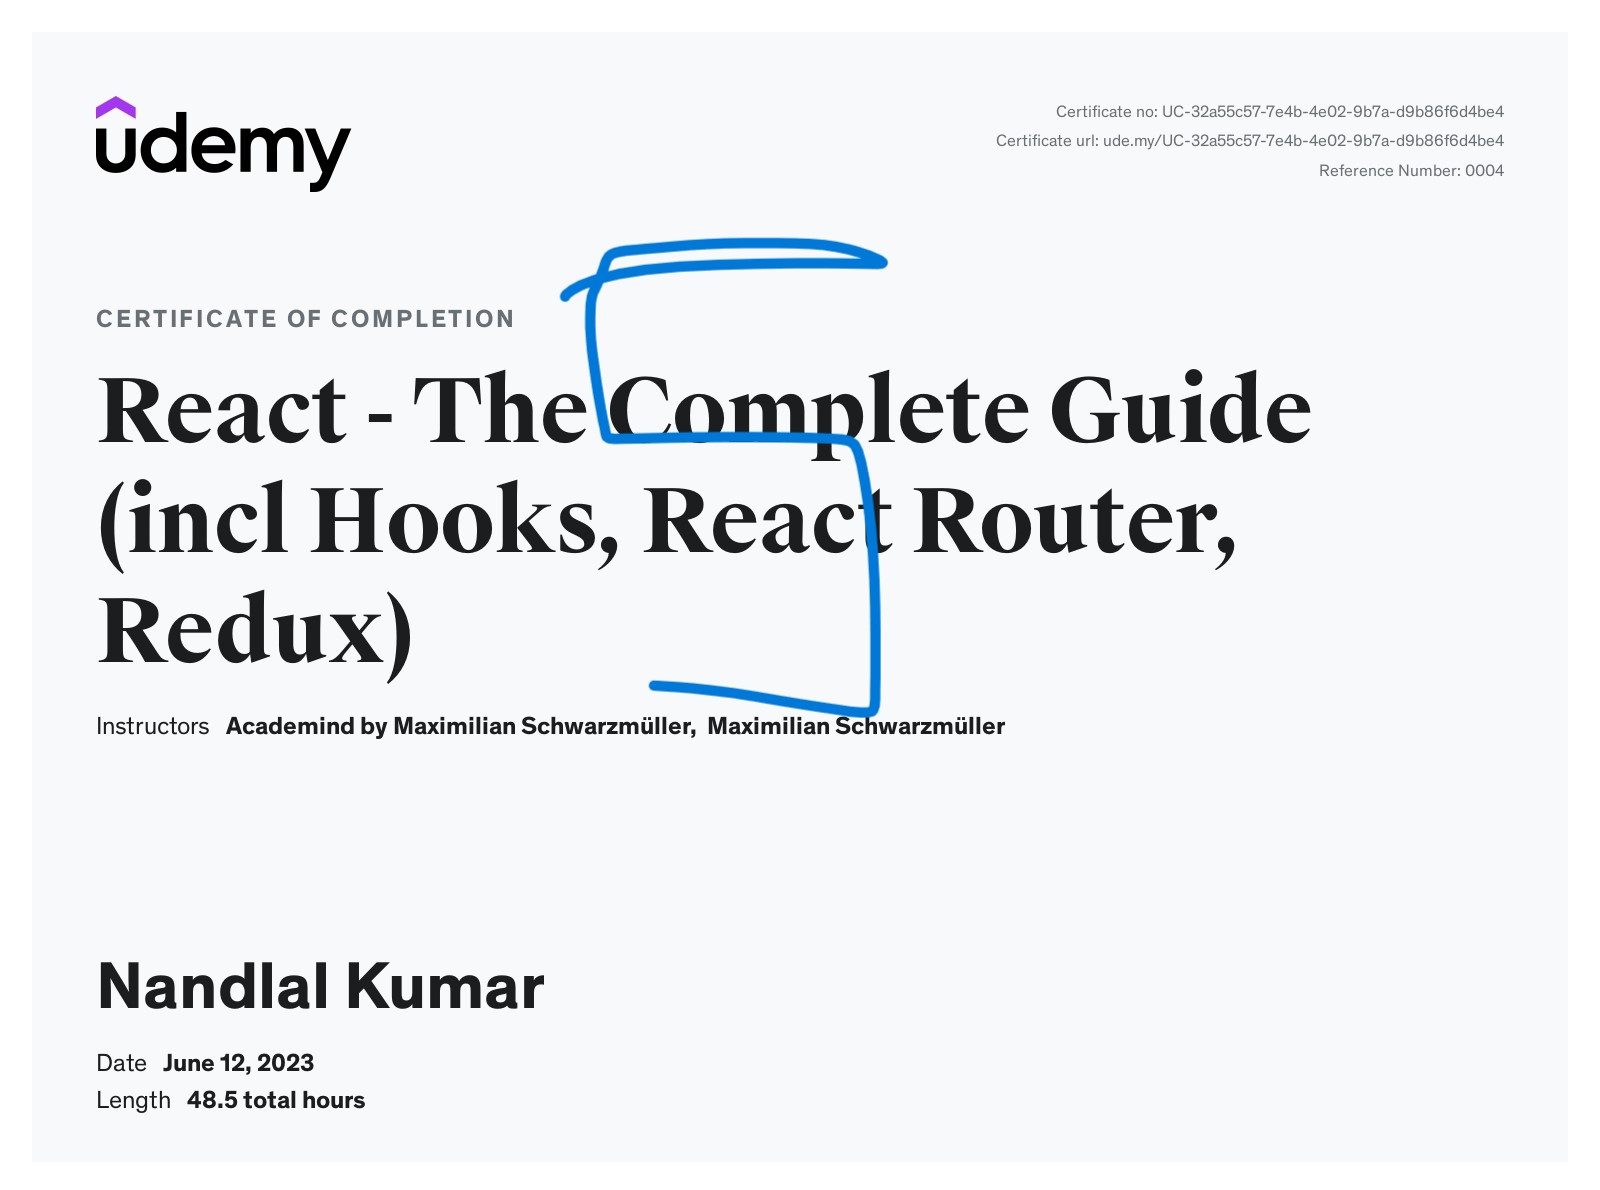 udemy
Certificate no: UC-32a55c57-7e4b-4e02-9b7a-d9b86f6d4be4
Certificate url: ude.my/UC-32a55c57-7e4b-4e02-9b7a-d9b86f6d4be4
Reference Number: 0004
CERTIFICATE OF COMPLETION
React - The Complete Guide
(incl Hooks, React Router,
Redux)
Instructors Academind by Maximilian Schwarzmüller, Maximilian Schwarzmüller
Nandlal Kumar
Date June 12, 2023
Length 48.5 total hours